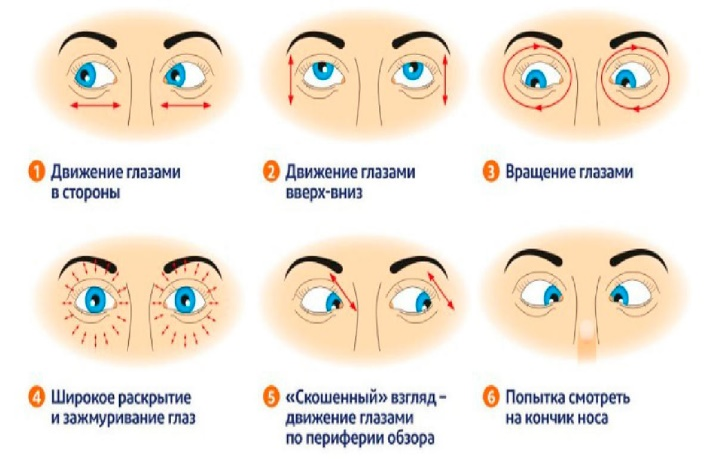 1 Движение глазами
в стороны
2 Движение глазами
вверх-вниз
3 Вращение глазами
4 Широкое раскрытие
и зажмуривание глаз
5 «Скошенный» взгляд –
движение глазами
по периферии обзора
6 Попытка смотреть
на кончик носа